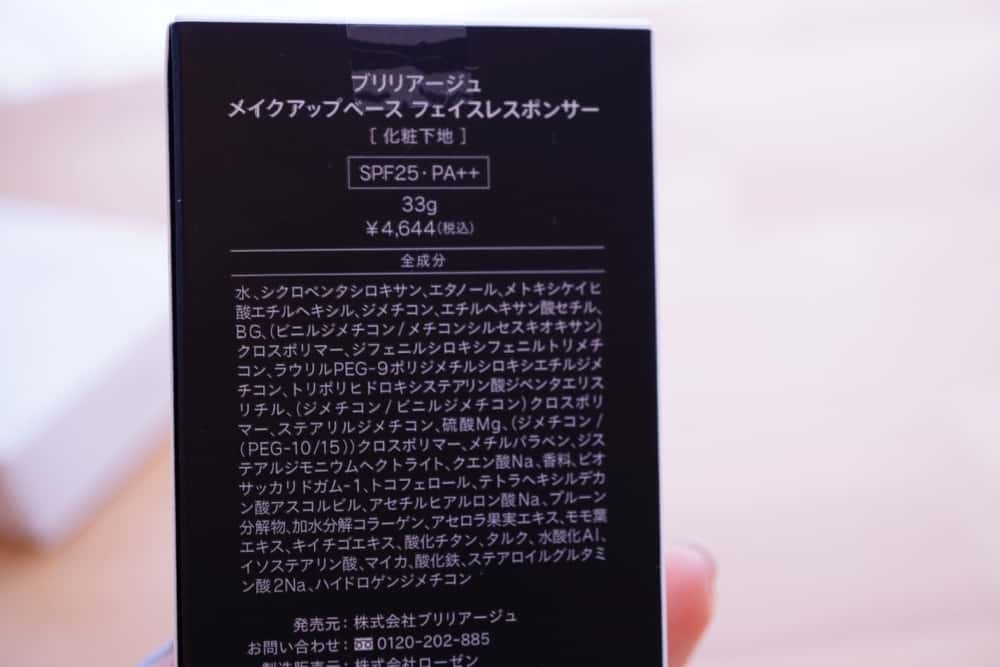 ブリリアージュ
メイクアップベース フェイスレスポンサー
[ 化粧下地 ]
SPF25・PA++
33g
¥4,644(税込)
全成分
水、シクロペンタシロキサン、エタノール、メトキシケイヒ
酸エチルヘキシル、ジメチコン、エチルヘキサン酸セチル、
BG、(ビニルジメチコン/メチコンシルセスキオキサン)
クロスポリマー、ジフェニルシロキシフェニルトリメチ
コン、ラウリルPEG-9ポリジメチルシロキシエチルジメ
チコン、トリポリヒドロキシステアリン酸ジペンタエリス
リチル、(ジメチコン/ビニルジメチコン)クロスポリ
マー、ステアリルジメチコン、硫酸Mg、(ジメチコン/
(PEG-10/15))クロスポリマー、メチルパラベン、ジス
テアルジモニウムヘクトライト、クエン酸Na、香料、ビオ
サッカリドガム-1、トコフェロール、テトラヘキシルデカ
ン酸アスコルビル、アセチルヒアルロン酸Na、プルーン
分解物、加水分解コラーゲン、アセロラ果実エキス、モモ葉
エキス、キイチゴエキス、酸化チタン、タルク、水酸化Al、
イソステアリン酸、マイカ、酸化鉄、ステアロイルグルタミ
ン酸2Na、ハイドロゲンジメチコン
発売元:株式会社ブリリアージュ
お問い合わせ: 0120-202-885
製造販売元:株式会社ローゼン